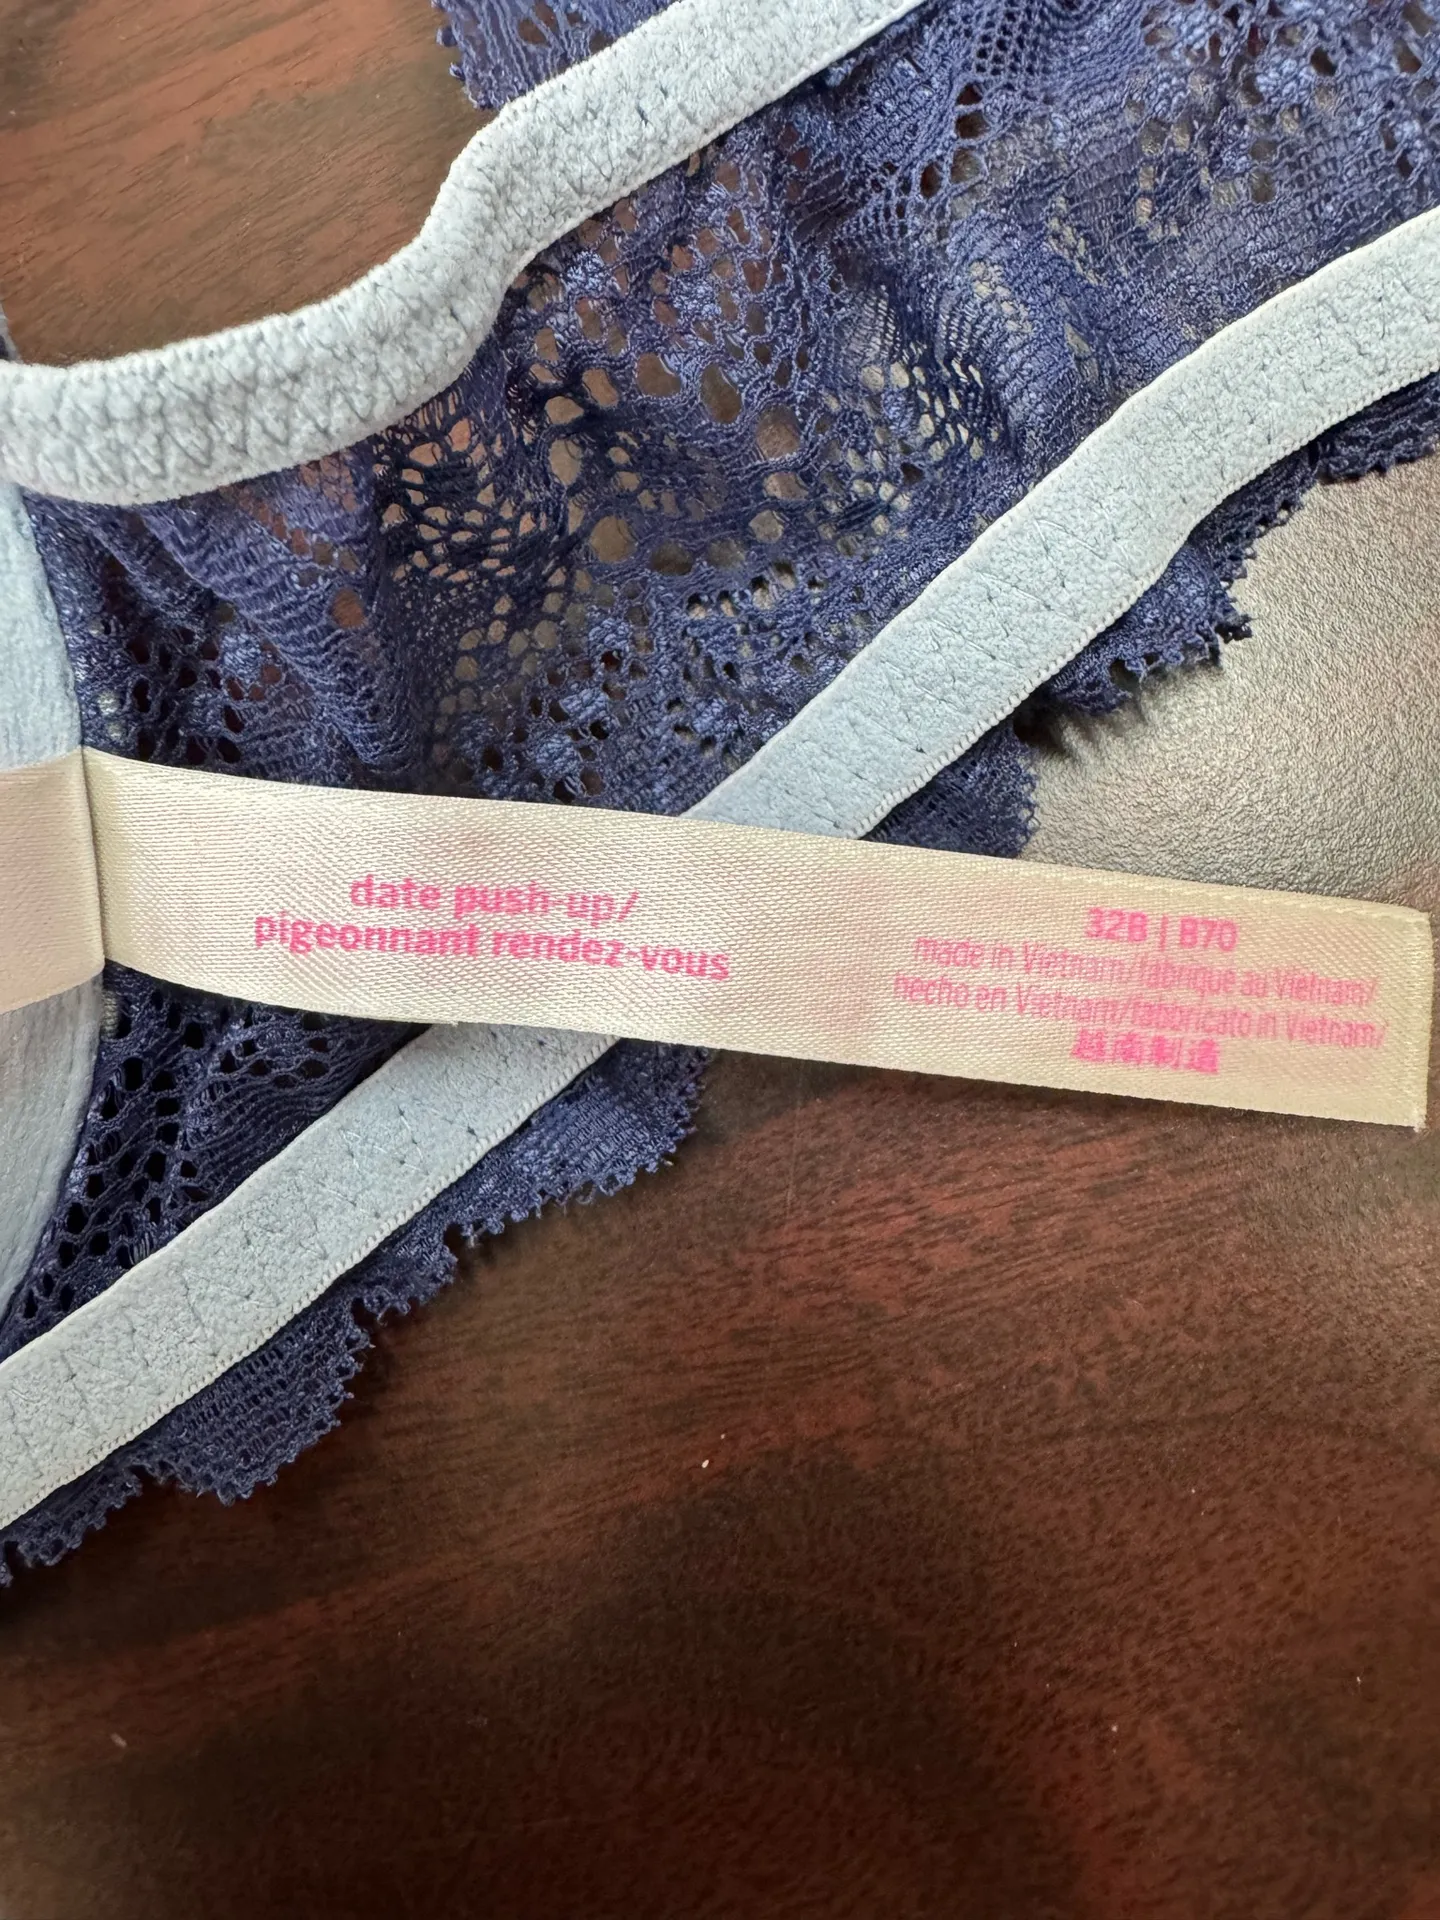 date push-up/
pigeonnant rendez-vous
32B | B70
made in Vietnam/fabriqué au Vietnam/
hecho en Vietnam/fabbricato in Vietnam/
越南制造